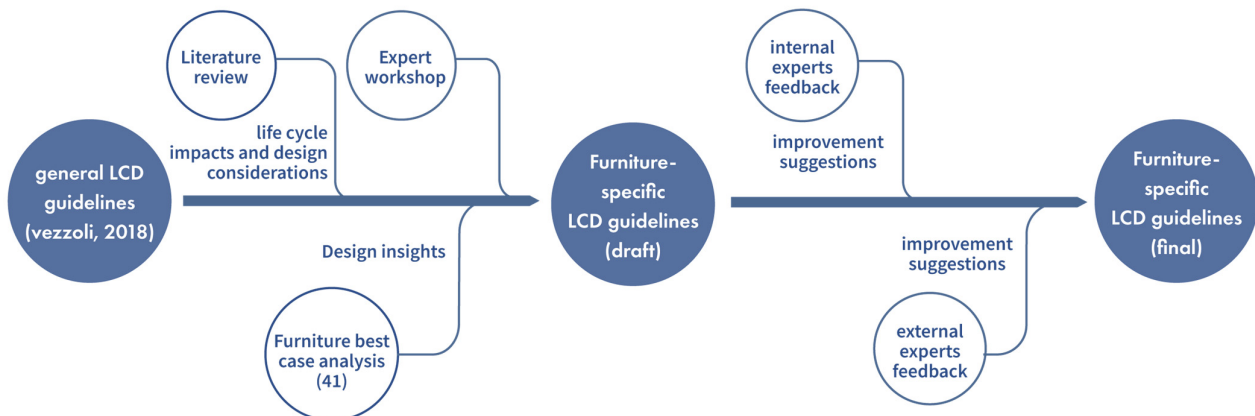 general LCD
guidelines
(vezzoli, 2018)
Literature
review
life cycle
impacts and design
considerations
Expert
workshop
Design insights
Furniture best
case analysis
(41)
Furniture-
specific
LCD guidelines
(draft)
internal
experts
feedback
improvement
suggestions
improvement
suggestions
external
experts
feedback
Furniture-
specific
LCD guidelines
(final)